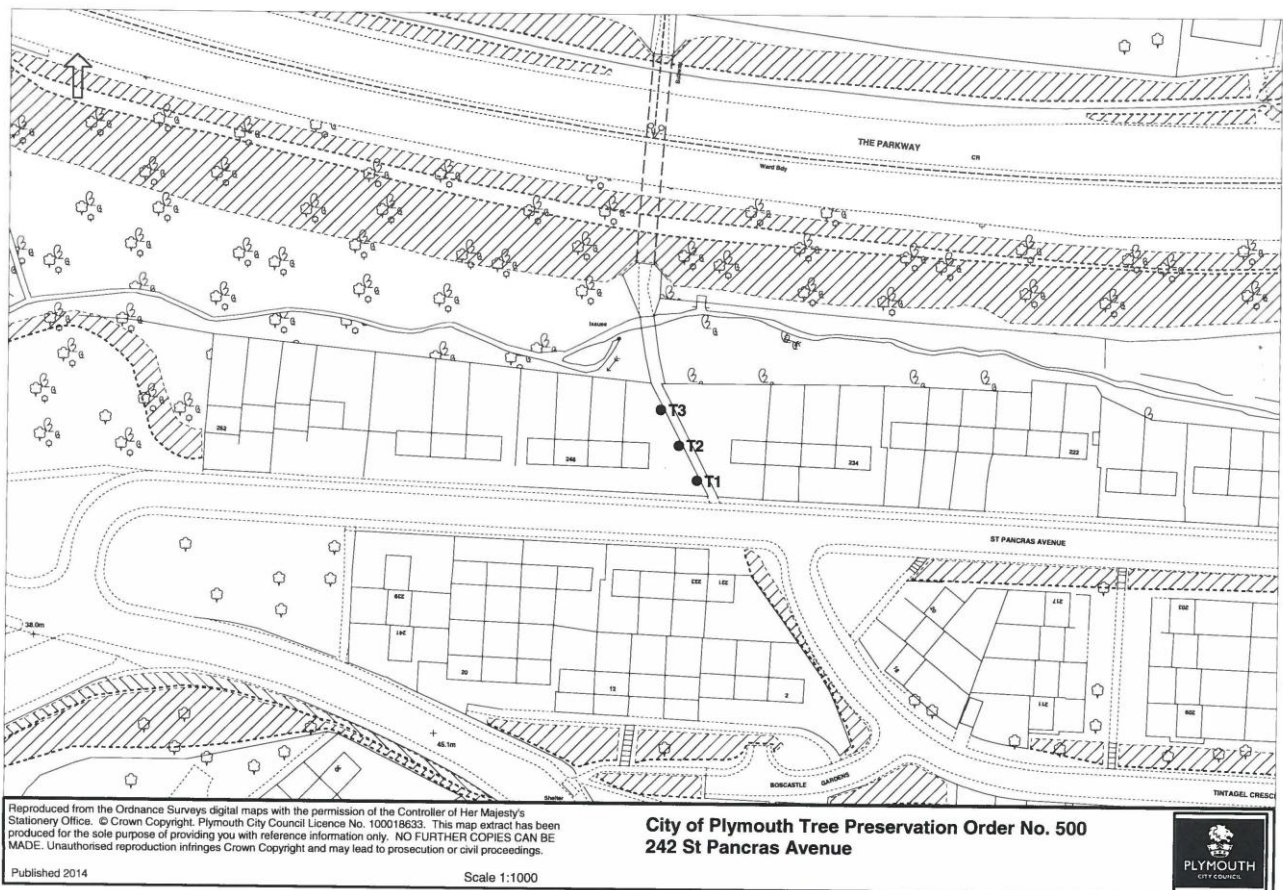 Subway
THE PARKWAY
CR
Ward Bdy
Issues
T3
T2
T1
252
246
234
222
ST PANCRAS AVENUE
239
241
223
221
20
12
2
217
203
20
18
211
209
38.0m
45.1m
Shelter
BOSCASTLE GARDENS
TINTAGEL CRESC
Reproduced from the Ordnance Surveys digital maps with the permission of the Controller of Her Majesty's
Stationery Office. © Crown Copyright. Plymouth City Council Licence No. 100018633. This map extract has been
produced for the sole purpose of providing you with reference information only. NO FURTHER COPIES CAN BE
MADE. Unauthorised reproduction infringes Crown Copyright and may lead to prosecution or civil proceedings.
Published 2014
Scale 1:1000
City of Plymouth Tree Preservation Order No. 500
242 St Pancras Avenue
PLYMOUTH
CITY COUNCIL